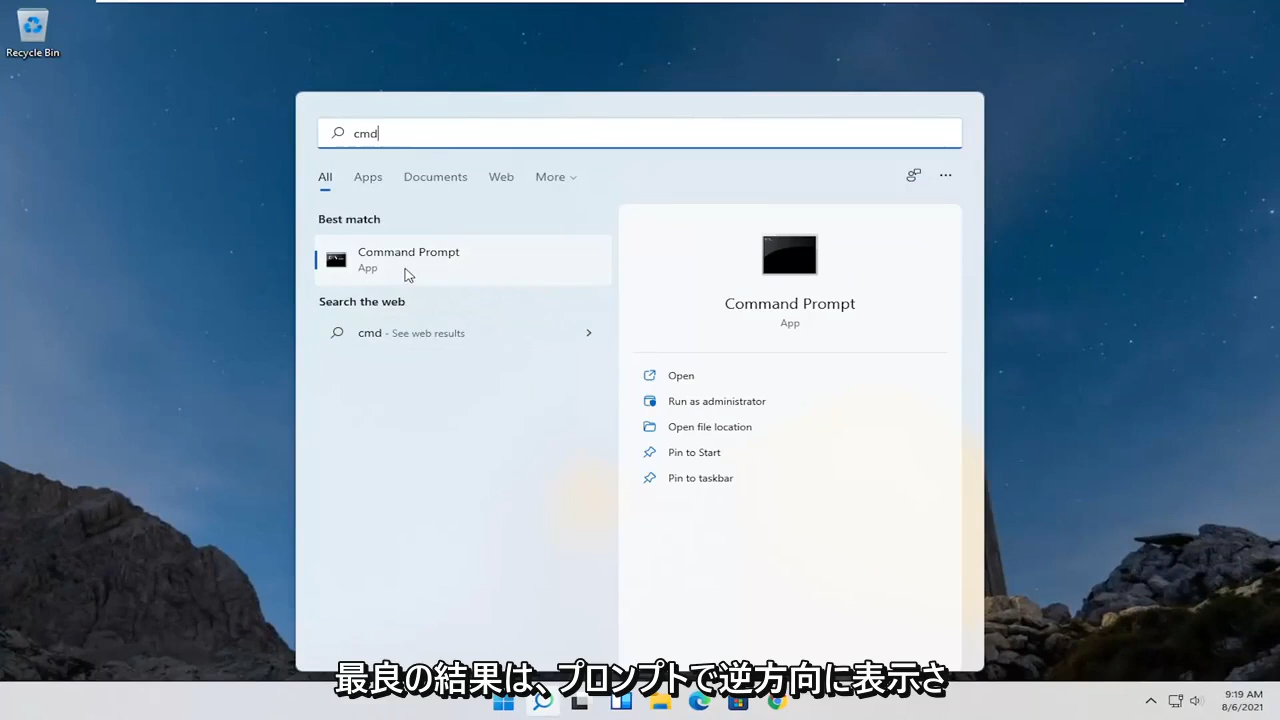 Recycle Bin
cmd
All Apps Documents Web More
Best match
Command Prompt
App
Search the web
cmd - See web results
Command Prompt
App
Open
Run as administrator
Open file location
Pin to Start
Pin to taskbar
最良の結果は、プロンプトで逆方向に表示さ
9:19 AM
8/6/2021